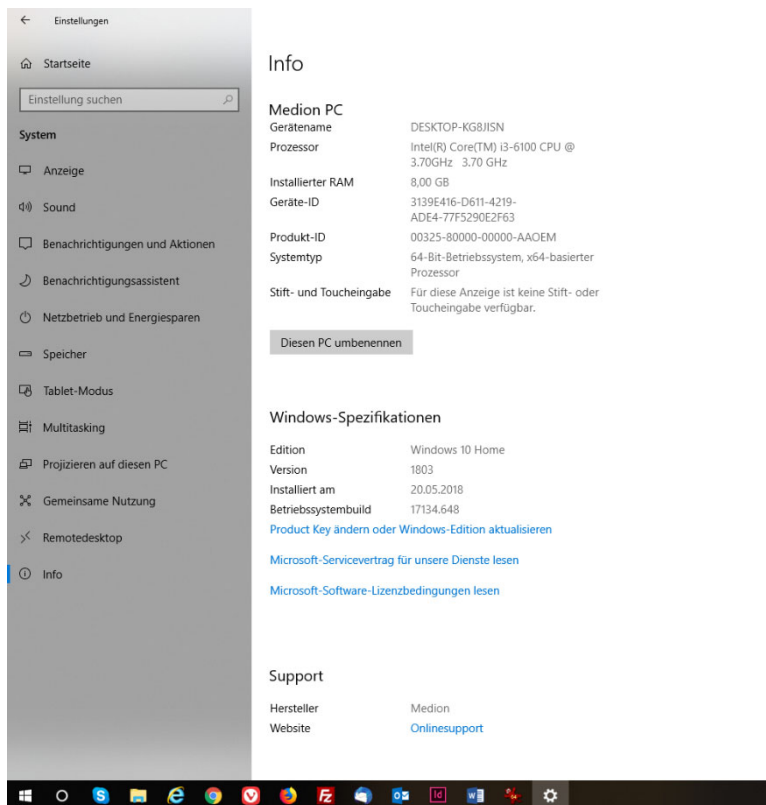 Einstellungen
Startseite
Einstellung suchen
System
Anzeige
Sound
Benachrichtigungen und Aktionen
Benachrichtigungsassistent
Netzbetrieb und Energiesparen
Speicher
Tablet-Modus
Multitasking
Projizieren auf diesen PC
Gemeinsame Nutzung
Remotedesktop
Info
Info
Medion PC
Gerätename DESKTOP-KG8JISN
Prozessor Intel(R) Core(TM) i3-6100 CPU @
3.70GHz 3.70 GHz
Installierter RAM 8,00 GB
Geräte-ID 3139E416-D611-4219-
ADE4-77F5290E2F63
Produkt-ID 00325-80000-00000-AAOEM
Systemtyp 64-Bit-Betriebssystem, x64-basierter
Prozessor
Stift- und Toucheingabe Für diese Anzeige ist keine Stift- oder
Toucheingabe verfügbar.
Diesen PC umbenennen
Windows-Spezifikationen
Edition Windows 10 Home
Version 1803
Installiert am 20.05.2018
Betriebssystembuild 17134.648
Product Key ändern oder Windows-Edition aktualisieren
Microsoft-Servicevertrag für unsere Dienste lesen
Microsoft-Software-Lizenzbedingungen lesen
Support
Hersteller Medion
Website Onlinesupport